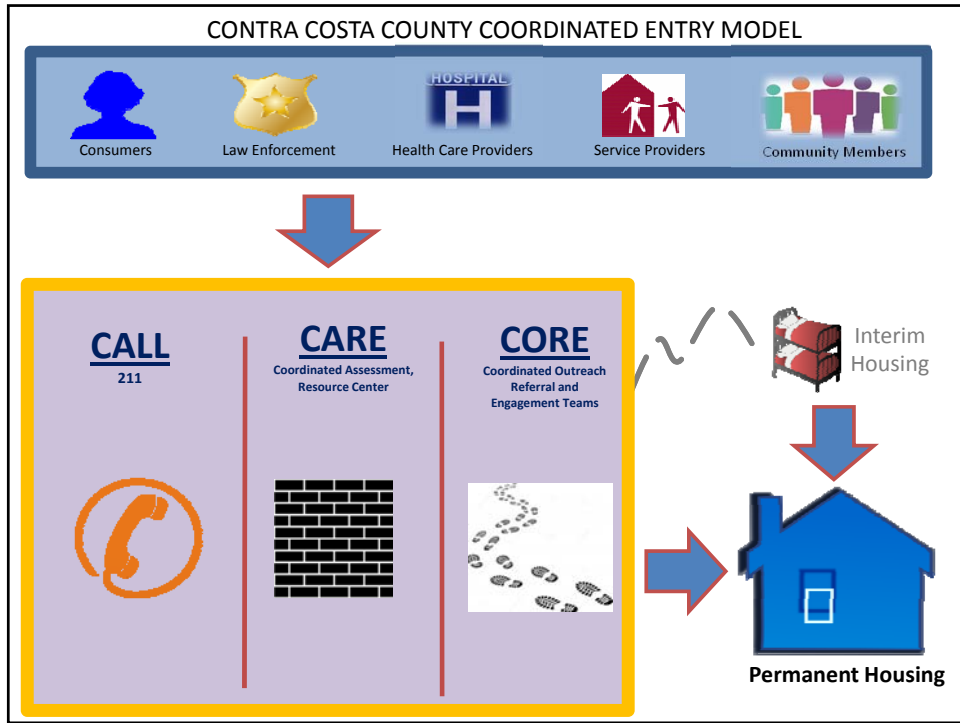 CONTRA COSTA COUNTY COORDINATED ENTRY MODEL
HOSPITAL
H
Consumers
Law Enforcement
Health Care Providers
Service Providers
Community Members
CALL
211
CARE
Coordinated Assessment,
Resource Center
CORE
Coordinated Outreach
Referral and
Engagement Teams
Interim
Housing
Permanent Housing